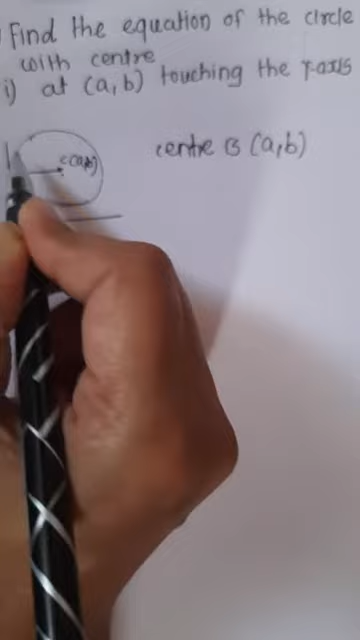 Find the equation of the circle
with centre
i) at (a,b) touching the Y-axis
c(a,b)
centre is (a,b)